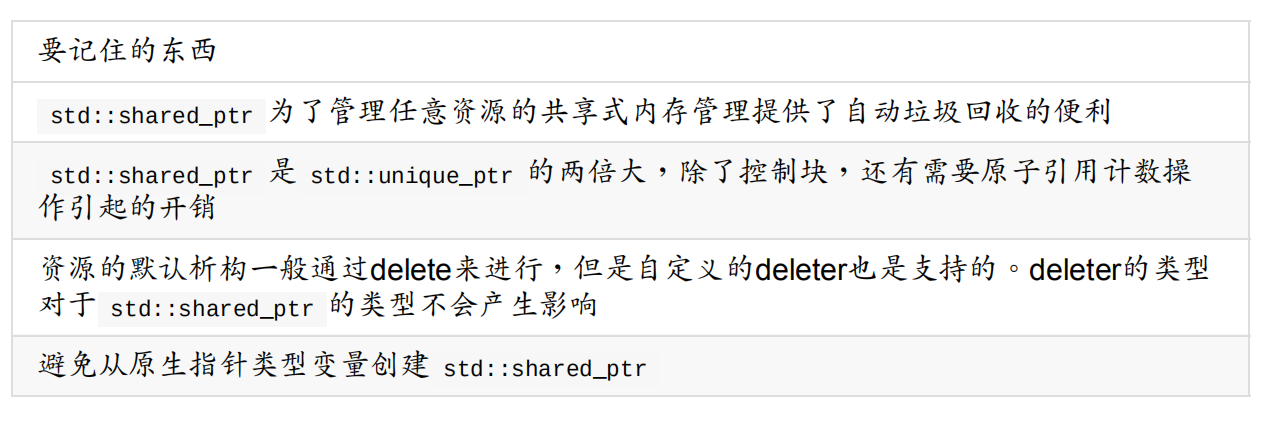 要记住的东西
std::shared_ptr 为了管理任意资源的共享式内存管理提供了自动垃圾回收的便利
std::shared_ptr 是 std::unique_ptr 的两倍大，除了控制块，还有需要原子引用计数操
作引起的开销
资源的默认析构一般通过delete来进行，但是自定义的deleter也是支持的。deleter的类型
对于 std::shared_ptr 的类型不会产生影响
避免从原生指针类型变量创建 std::shared_ptr